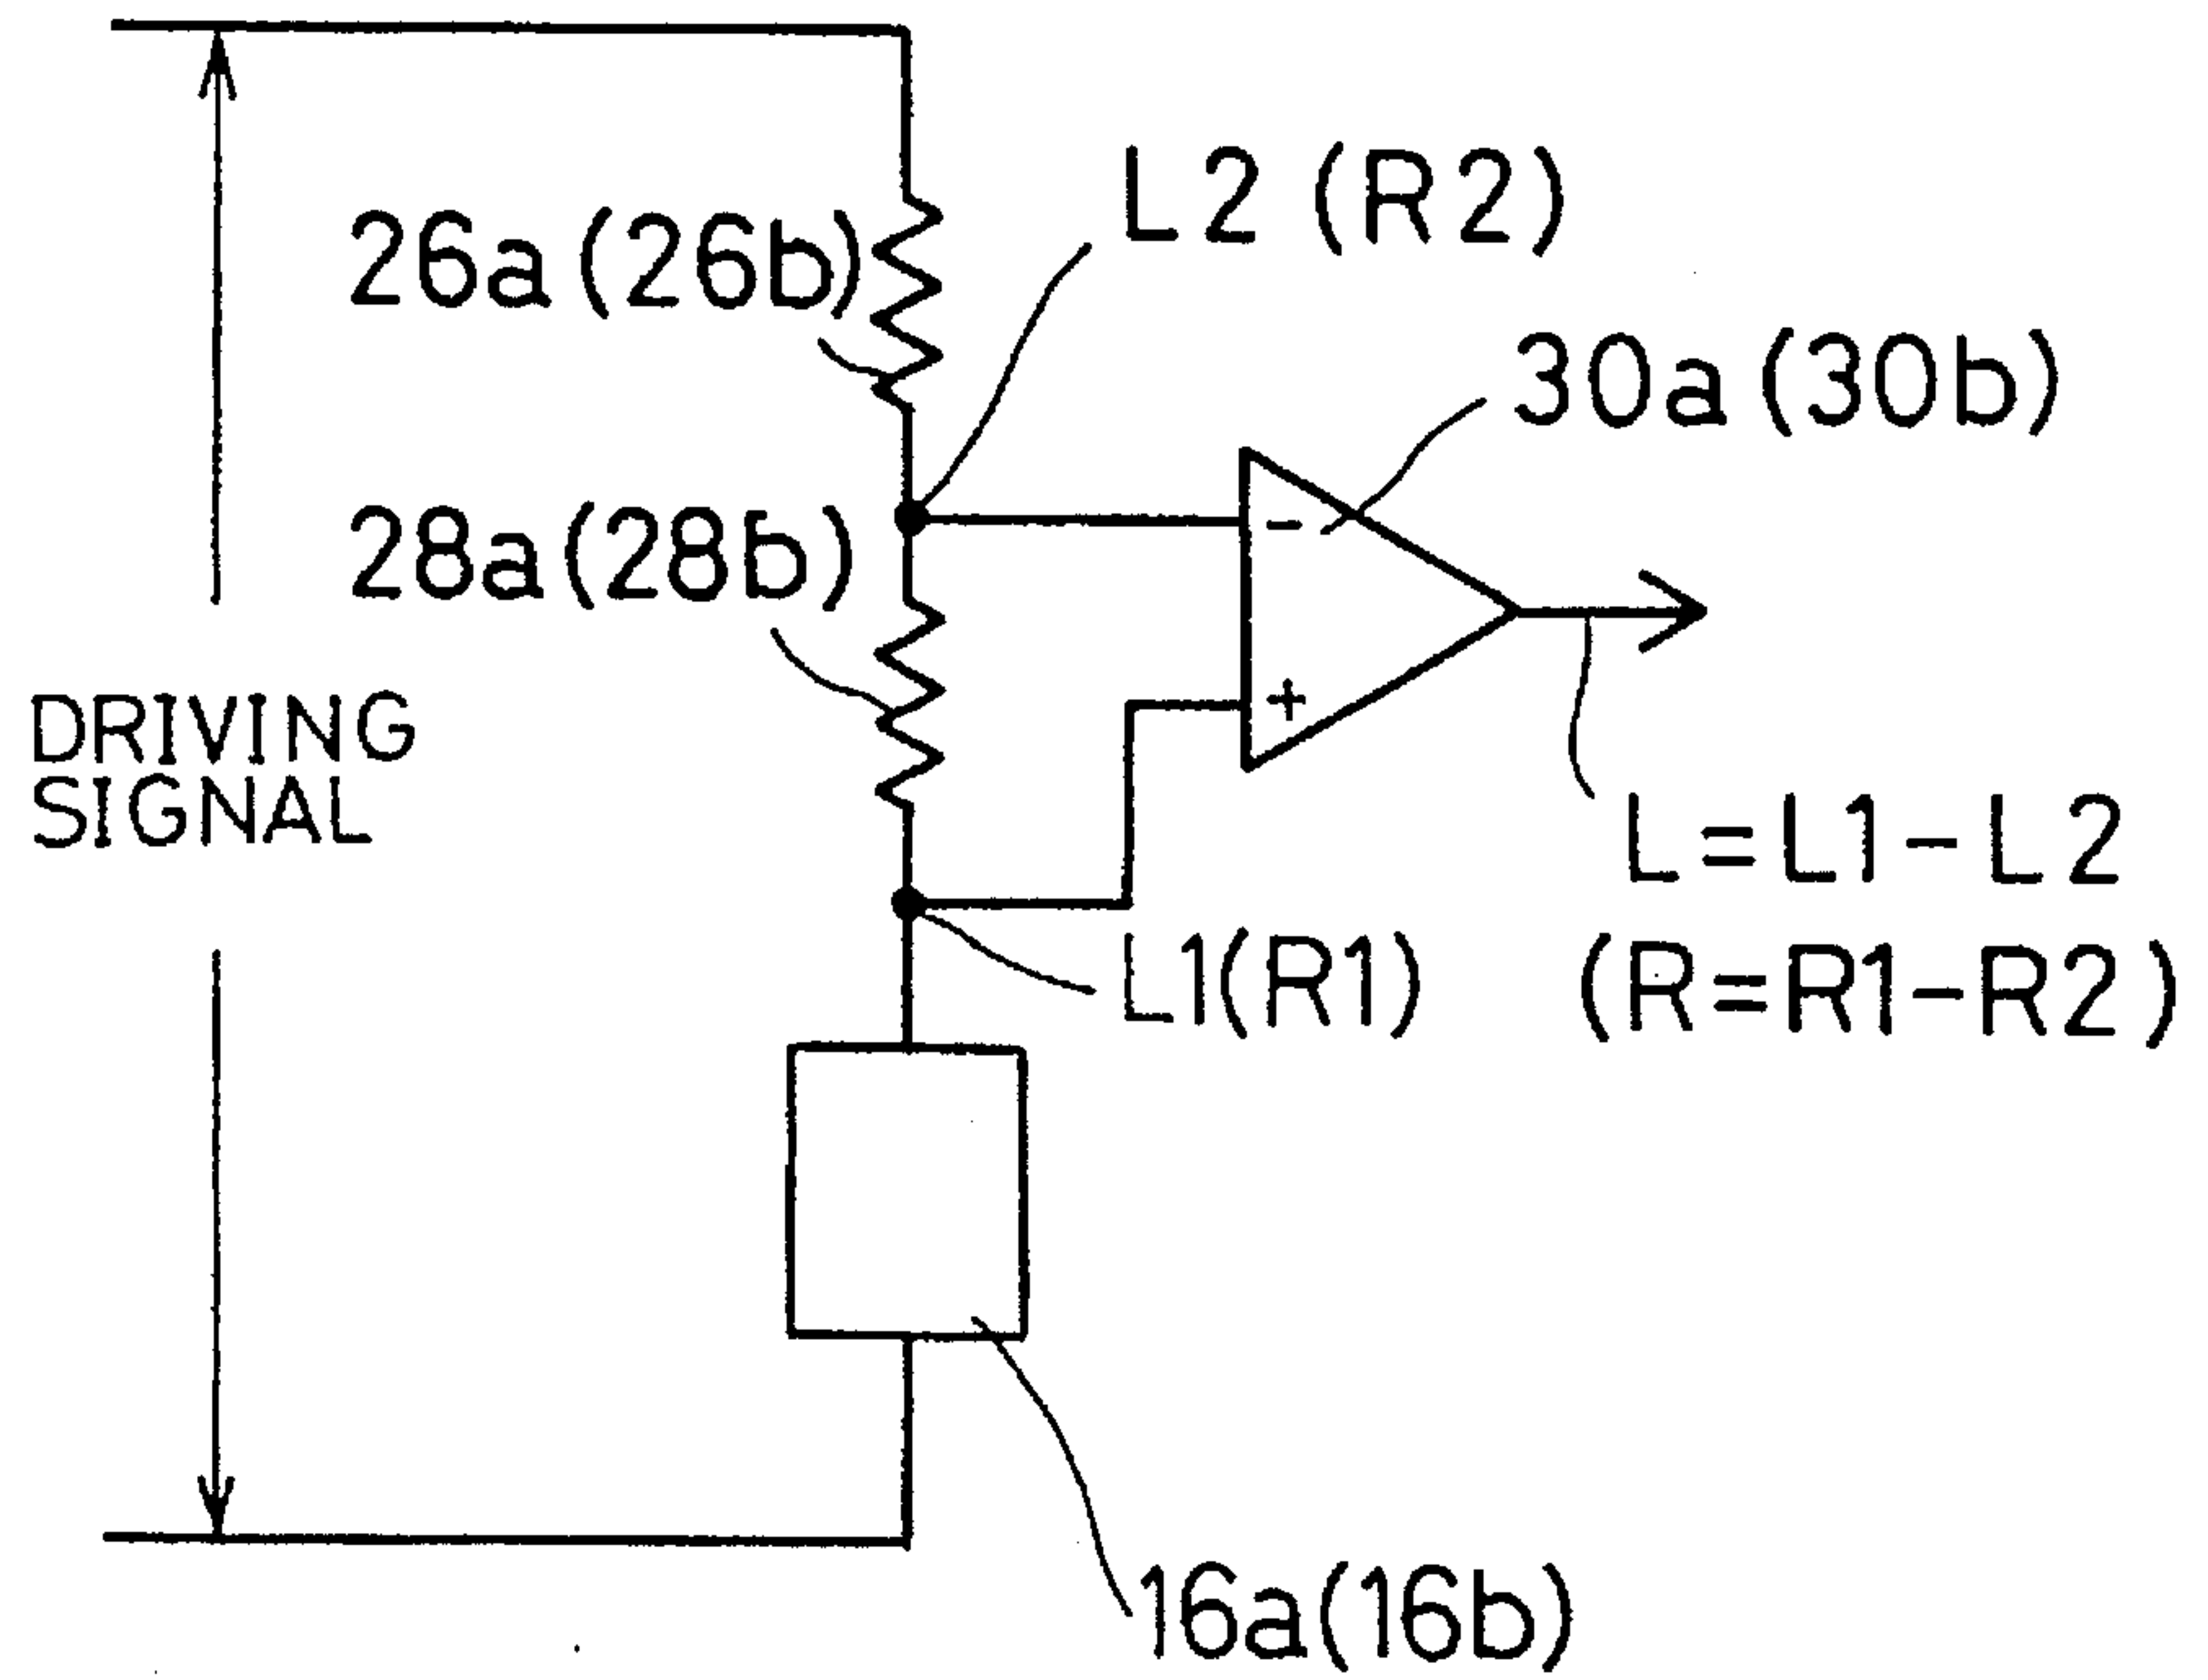 L2 (R2)
26a(26b)
30a(30b)
-
28a(28b)
+
DRIVING
SIGNAL
L=L1-L2
L1(R1)
(R=R1-R2)
16a(16b)